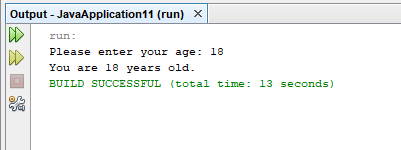 Output - JavaApplication11 (run) ×
run:
Please enter your age: 18
You are 18 years old.
BUILD SUCCESSFUL (total time: 13 seconds)